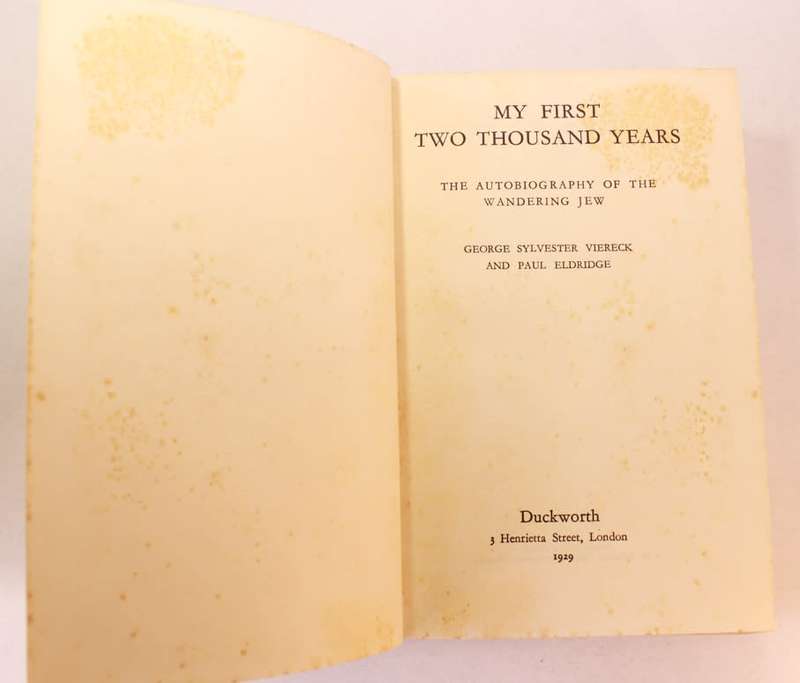 MY FIRST
TWO THOUSAND YEARS
THE AUTOBIOGRAPHY OF THE
WANDERING JEW
GEORGE SYLVESTER VIERECK
AND PAUL ELDRIDGE
Duckworth
3 Henrietta Street, London
1929